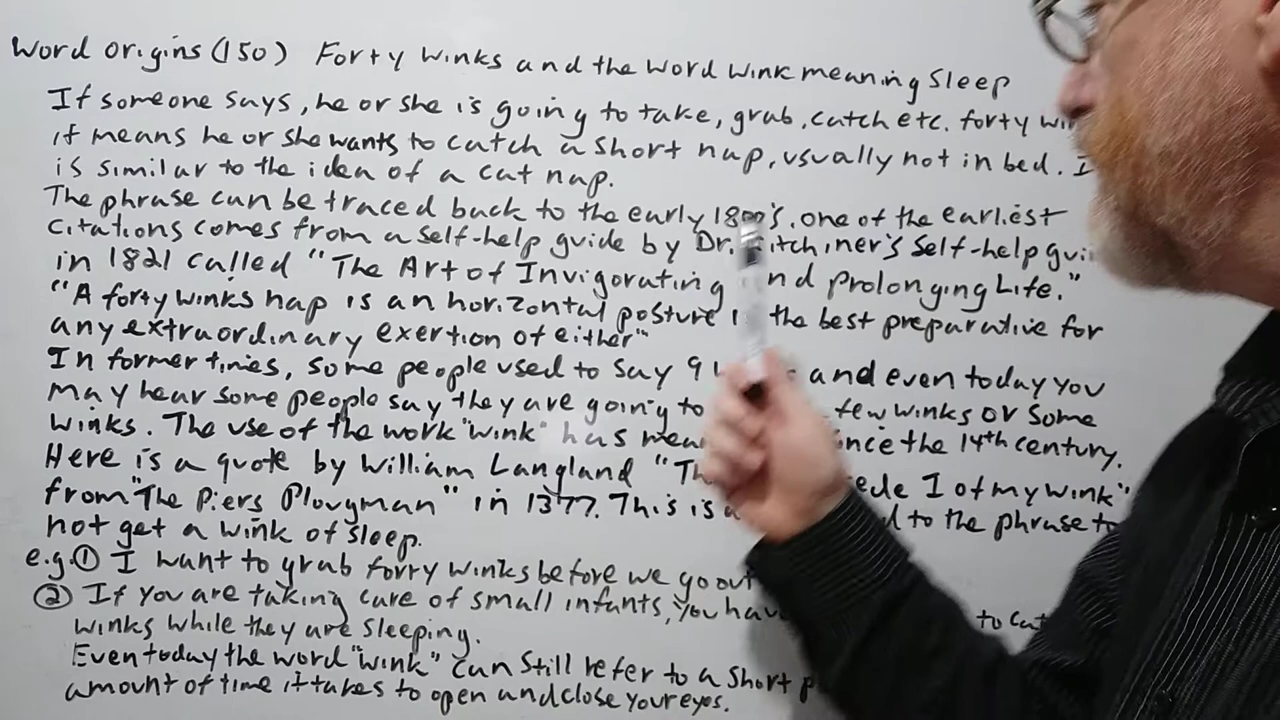 Word Origins (150) Forty Winks and the word wink meaning sleep
If someone says, he or she is going to take, grab, catch etc. forty
it means he or she wants to catch a short nap, usually not in bed.
is similar to the idea of a cat nap.
The phrase can be traced back to the early 1800's. one of the earliest
citations comes from a self-help guide by Dr. Kitchiner's self-help
in 1821 called "The Art of Invigorating and Prolonging Life."
"A forty winks nap is an horizontal posture is the best preparative for
any extraordinary exertion of either"
In former times, some people used to say 9 and even today you
may hear some people say they are going to few winks or some
winks. The use of the work "wink" has since the 14th century.
Here is a quote by William Langland " I of my wink"
from "The Piers Plougman" in 1377. This is to the phrase to
not get a wink of sleep.
e.g. ① I want to grab forty winks before we go out
② If you are taking care of small infants, you have to
winks while they are sleeping.
Even today the word "wink" can still refer to a short
amount of time it takes to open and close your eyes.